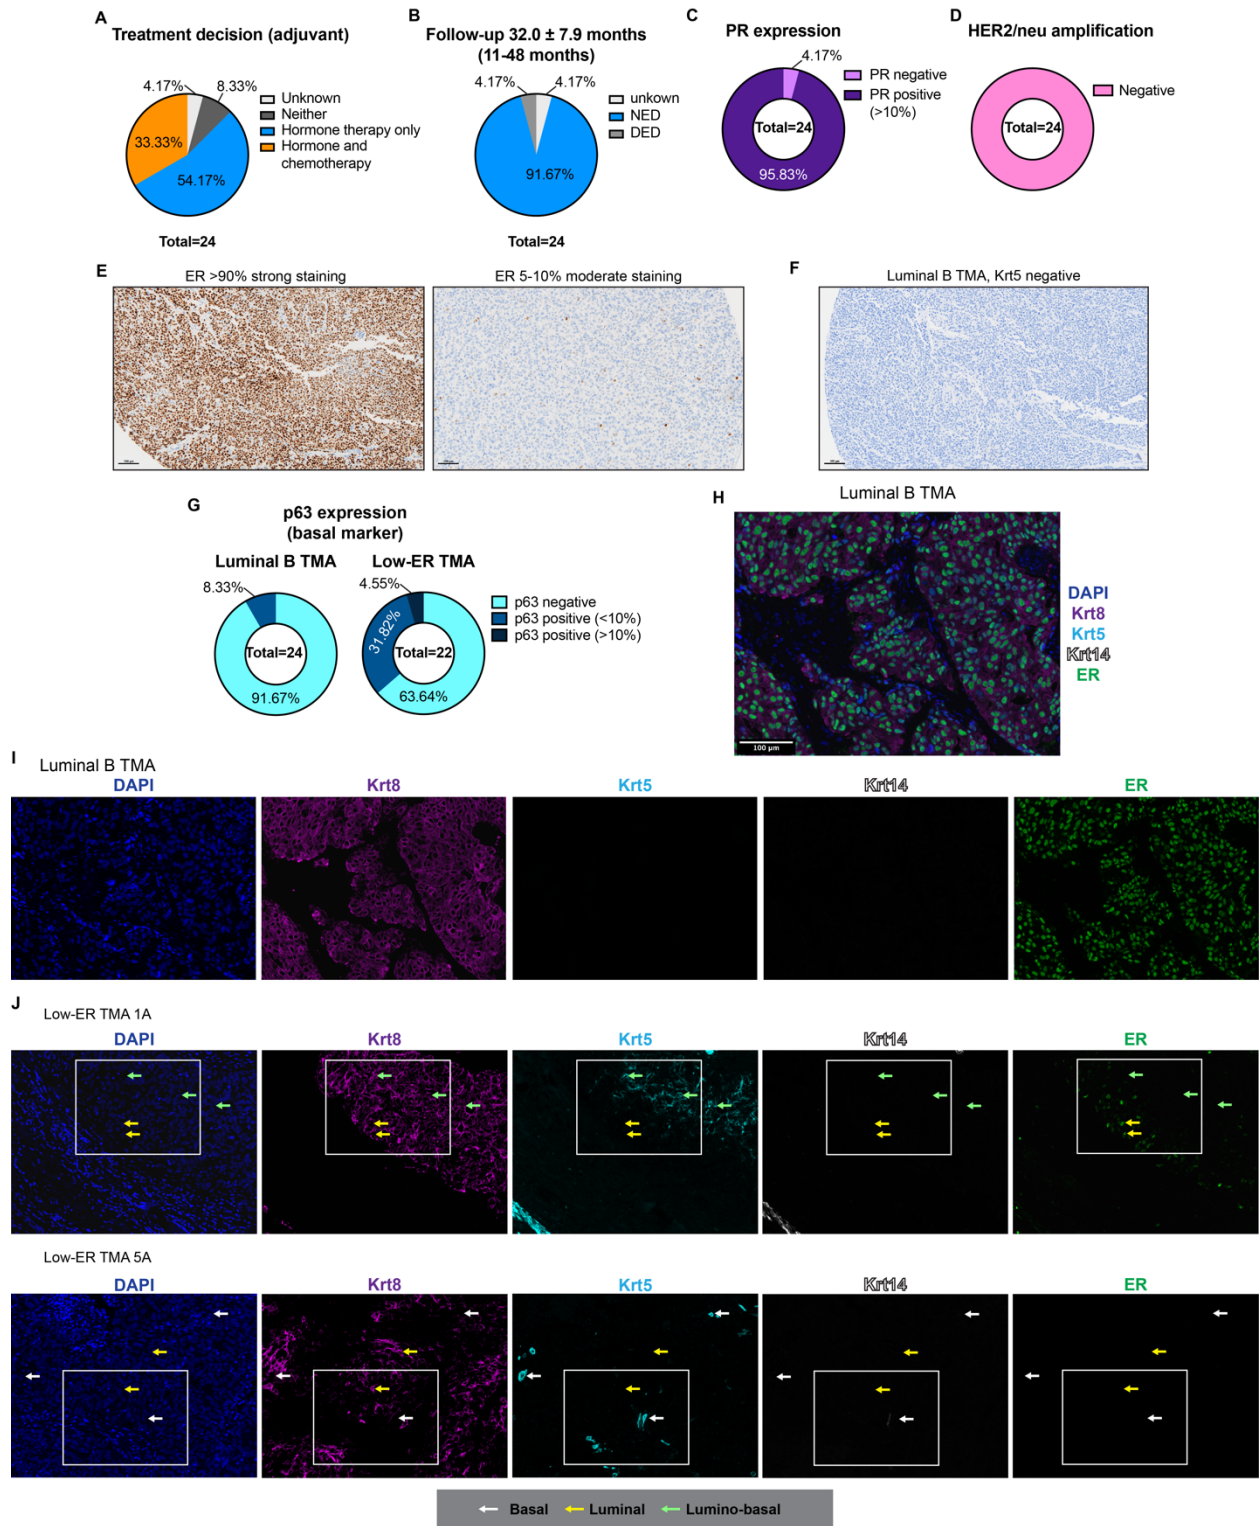 A
Treatment decision (adjuvant)
4.17%
8.33%
33.33%
54.17%
Unknown
Neither
Hormone therapy only
Hormone and
chemotherapy
Total=24
B
Follow-up 32.0 ± 7.9 months
(11-48 months)
4.17%
4.17%
91.67%
unkown
NED
DED
Total=24
C
PR expression
4.17%
Total=24
95.83%
PR negative
PR positive
(>10%)
D
HER2/neu amplification
Total=24
Negative
E
ER >90% strong staining
ER 5-10% moderate staining
F
Luminal B TMA, Krt5 negative
G
p63 expression
(basal marker)
Luminal B TMA
8.33%
Total=24
91.67%
Low-ER TMA
4.55%
31.82%
Total=22
63.64%
p63 negative
p63 positive (<10%)
p63 positive (>10%)
H
Luminal B TMA
DAPI
Krt8
Krt5
Krt14
ER
100 µm
I
Luminal B TMA
DAPI Krt8 Krt5 Krt14 ER
J
Low-ER TMA 1A
DAPI Krt8 Krt5 Krt14 ER
Low-ER TMA 5A
DAPI Krt8 Krt5 Krt14 ER
Basal Luminal Lumino-basal